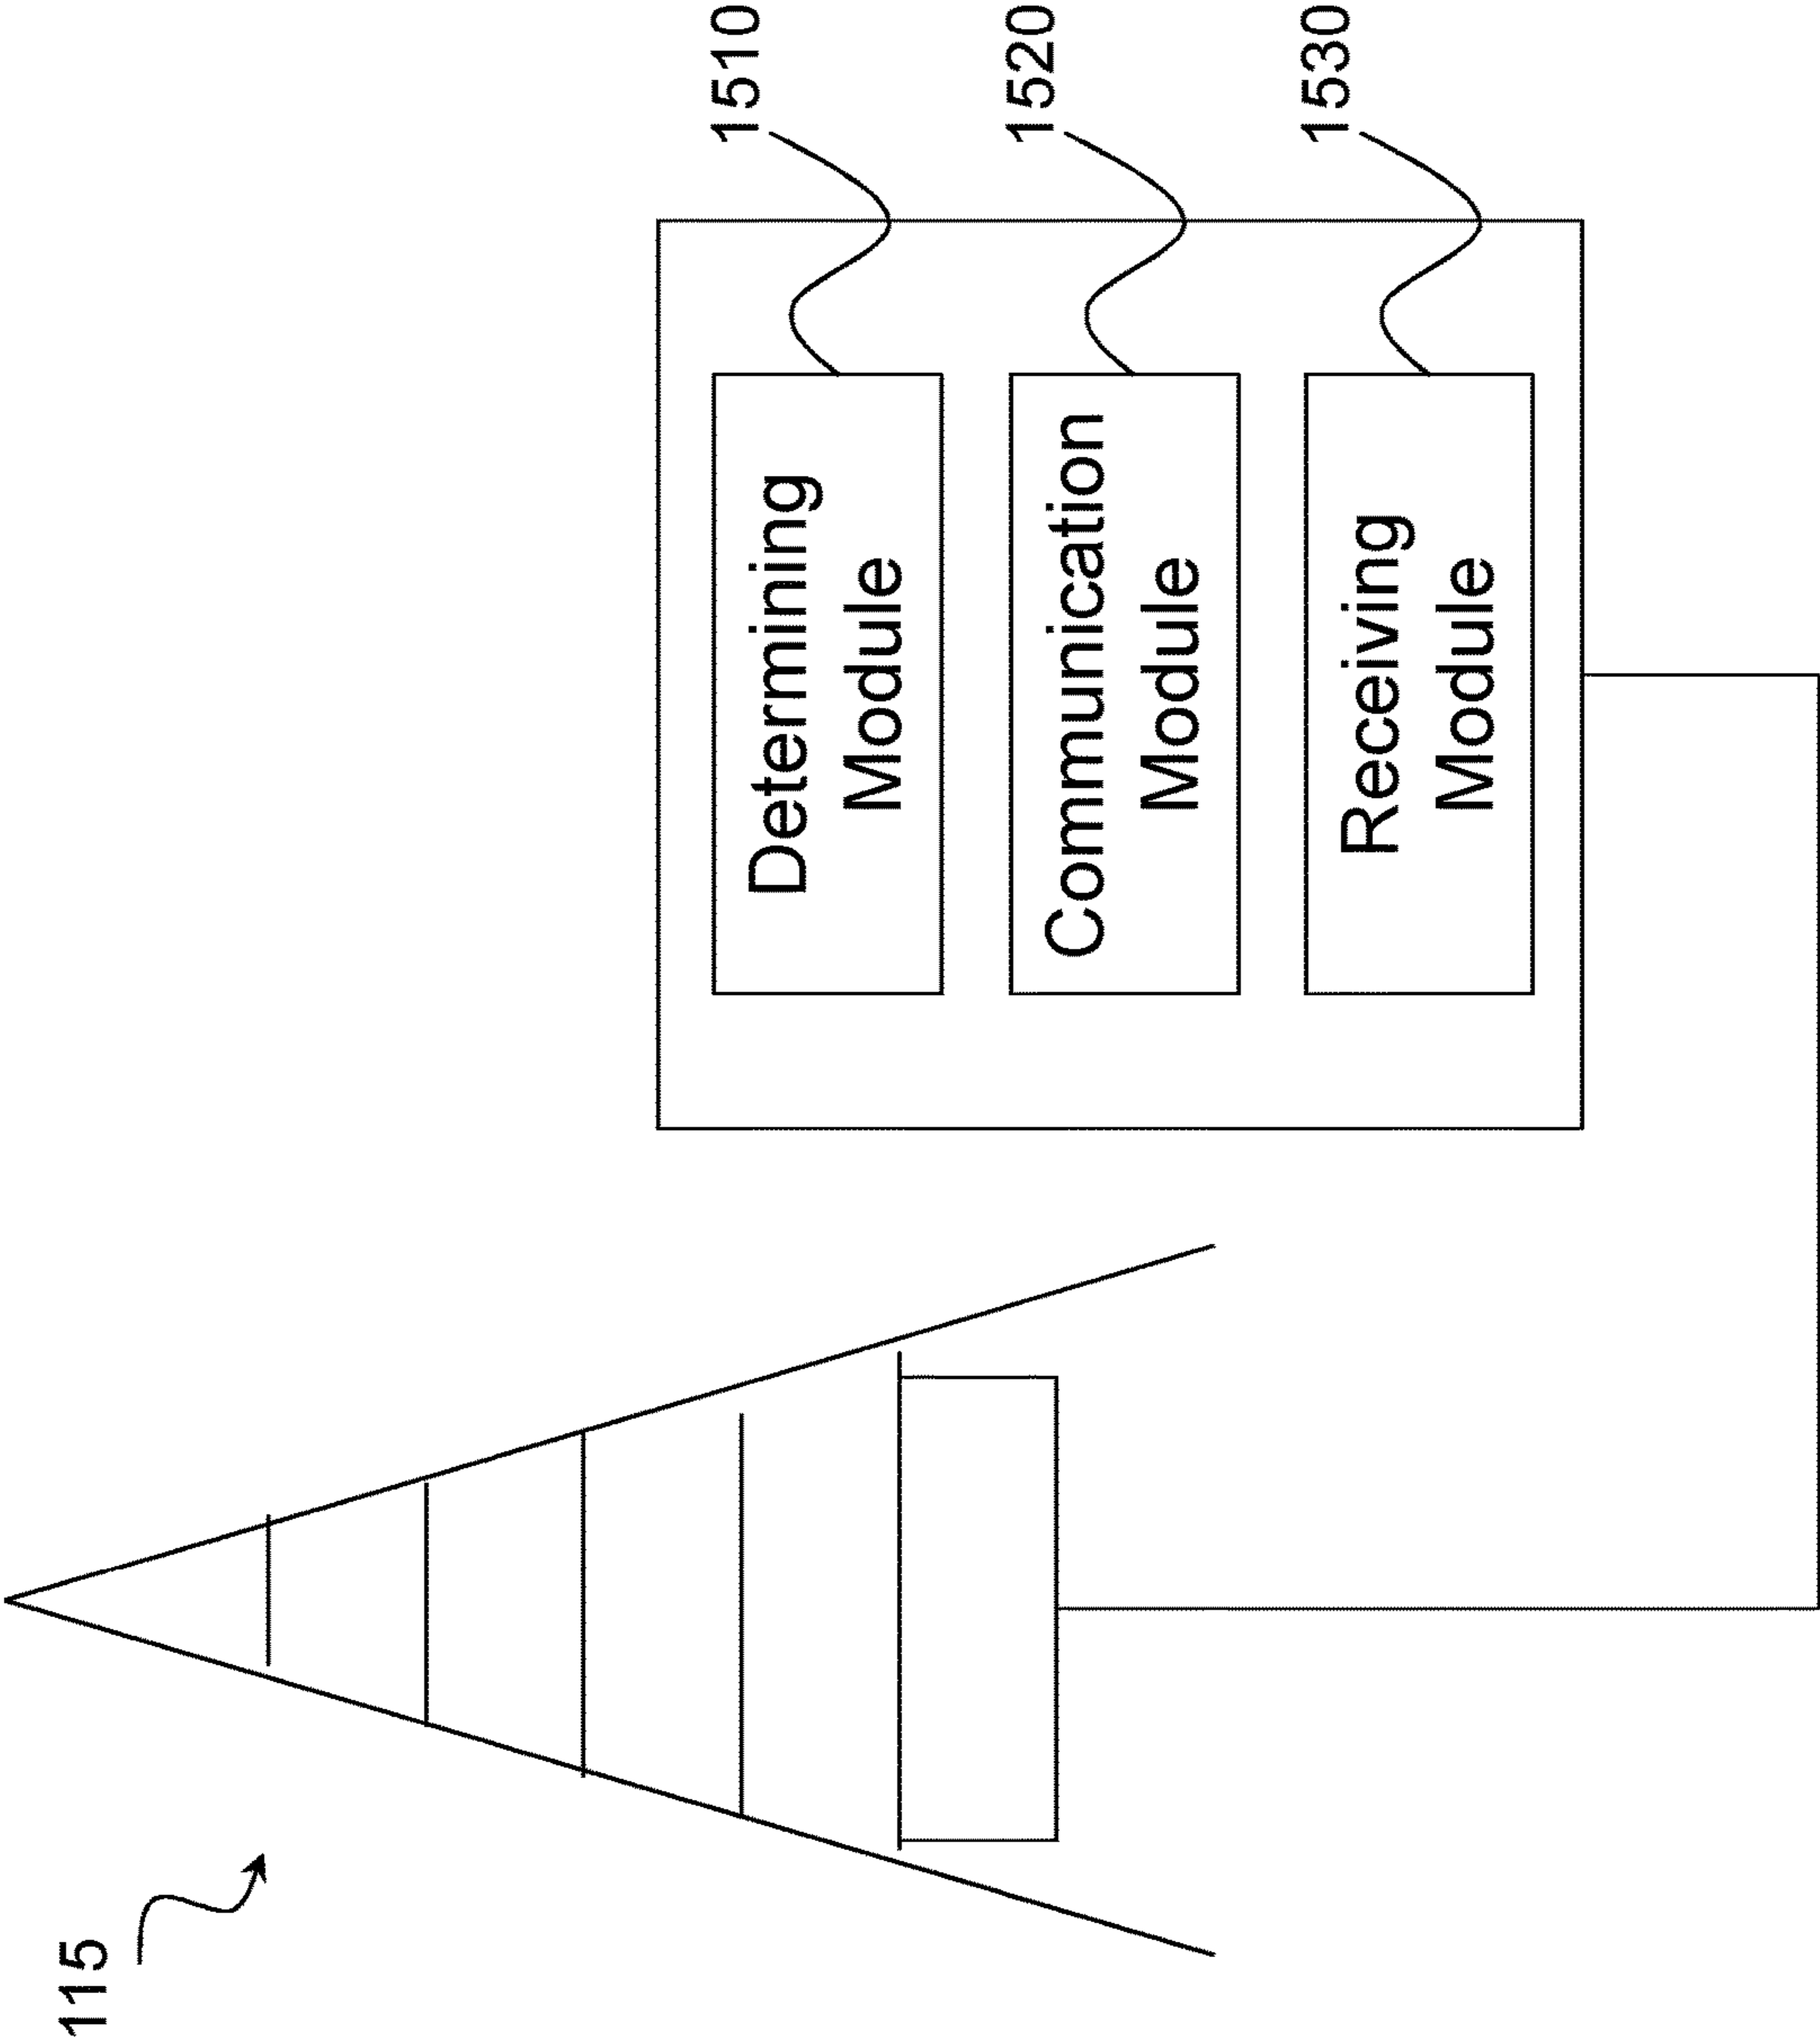 115
Determining
Module
1510
Communication
Module
1520
Receiving
Module
1530